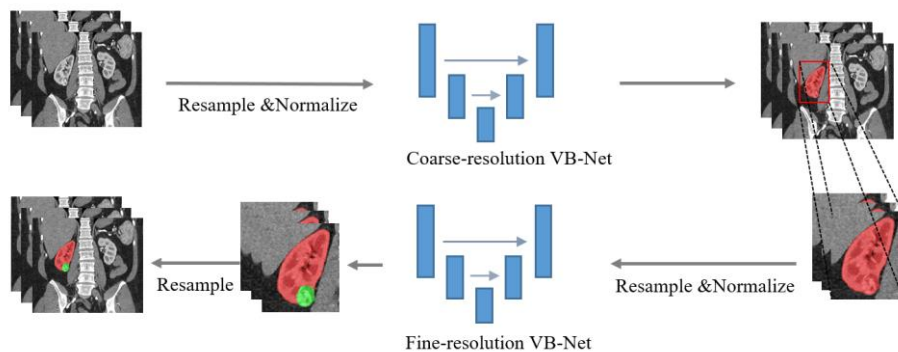 Resample &Normalize
Coarse-resolution VB-Net
Resample
Resample &Normalize
Fine-resolution VB-Net